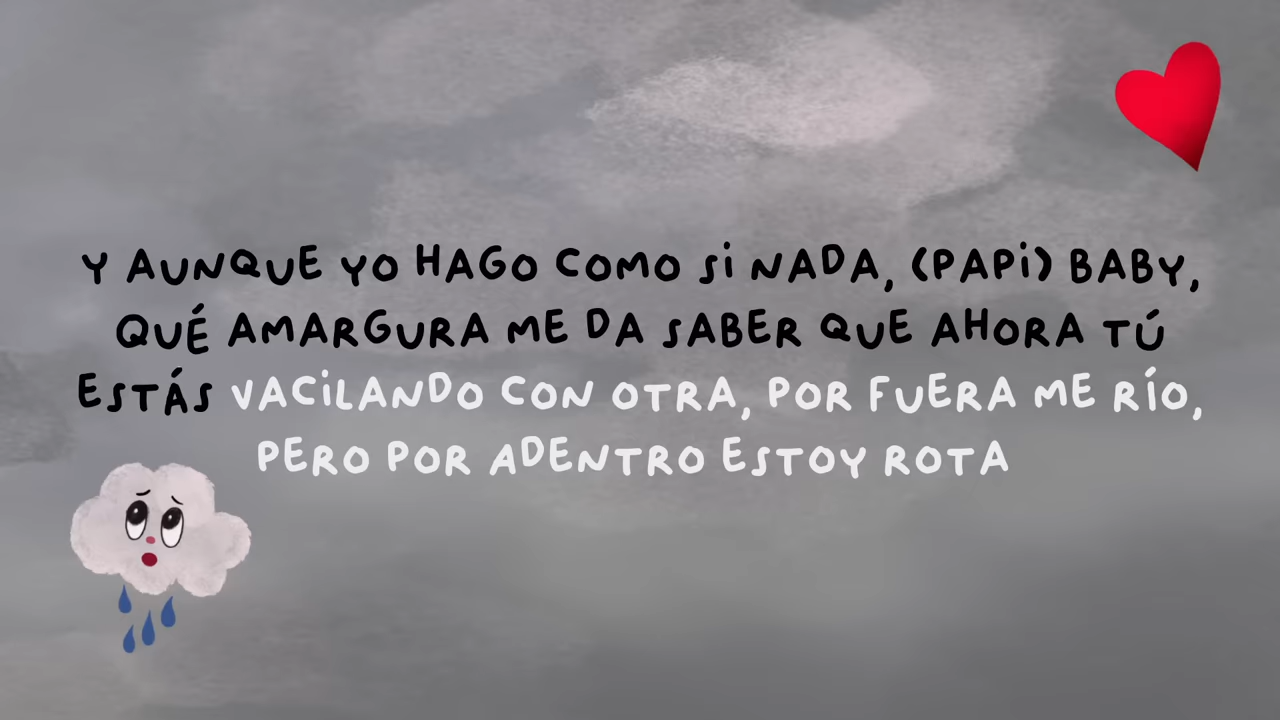 Y AUNQUE YO HAGO COMO Si NADA, (PAPi) BABY,
QUÉ AMARGURA ME DA SABER QUE AHORA TÚ
ESTÁS VACiLANDO CON OTRA, POR FUERA ME RÍO,
PERO POR ADENTRO ESTOY ROTA